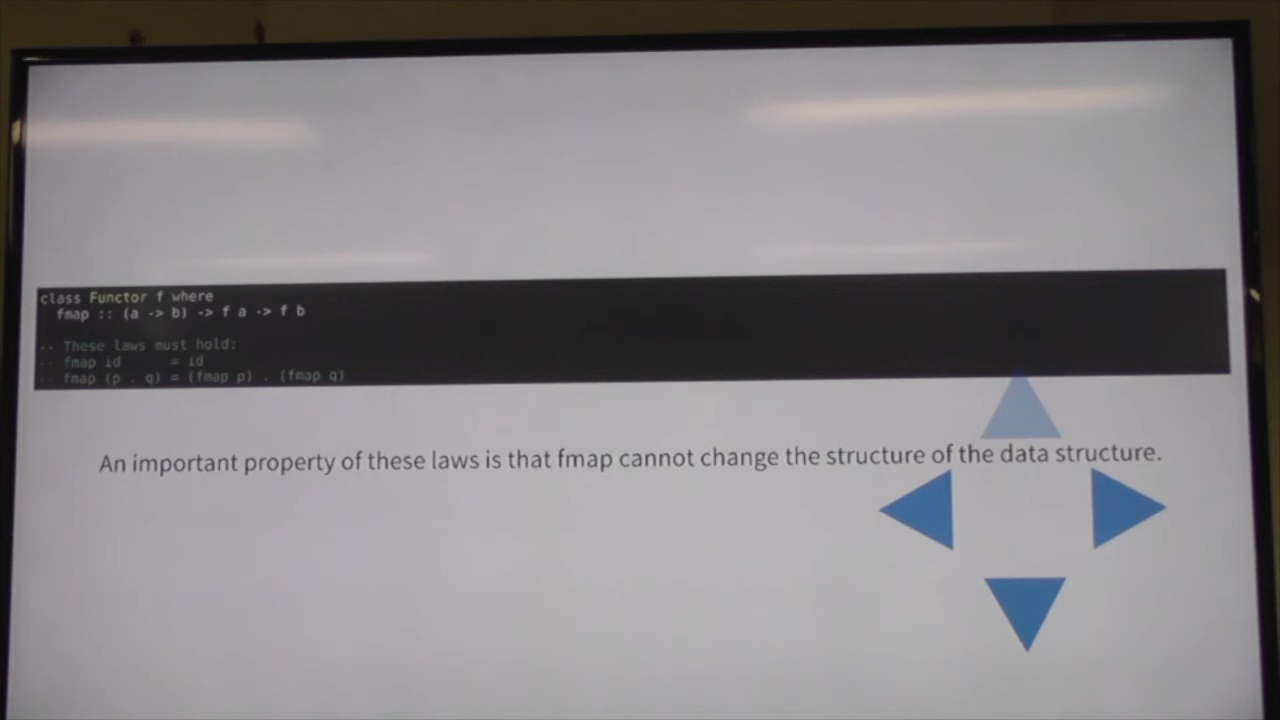 class Functor f where
  fmap :: (a -> b) -> f a -> f b
-- These laws must hold:
-- fmap id      = id
-- fmap (p . q) = (fmap p) . (fmap q)
An important property of these laws is that fmap cannot change the structure of the data structure.